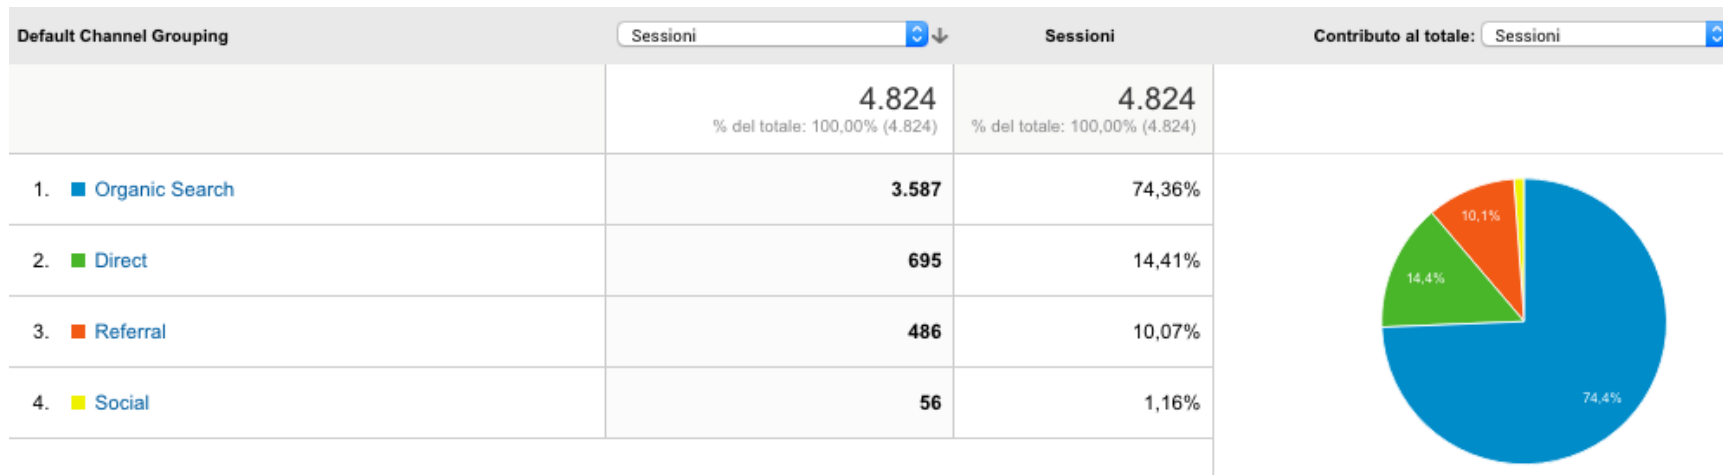 Default Channel Grouping
Sessioni
Sessioni
Contributo al totale: Sessioni
4.824
% del totale: 100,00% (4.824)
4.824
% del totale: 100,00% (4.824)
1. Organic Search 3.587 74,36%
2. Direct 695 14,41%
3. Referral 486 10,07%
4. Social 56 1,16%
10,1%
14,4%
74,4%